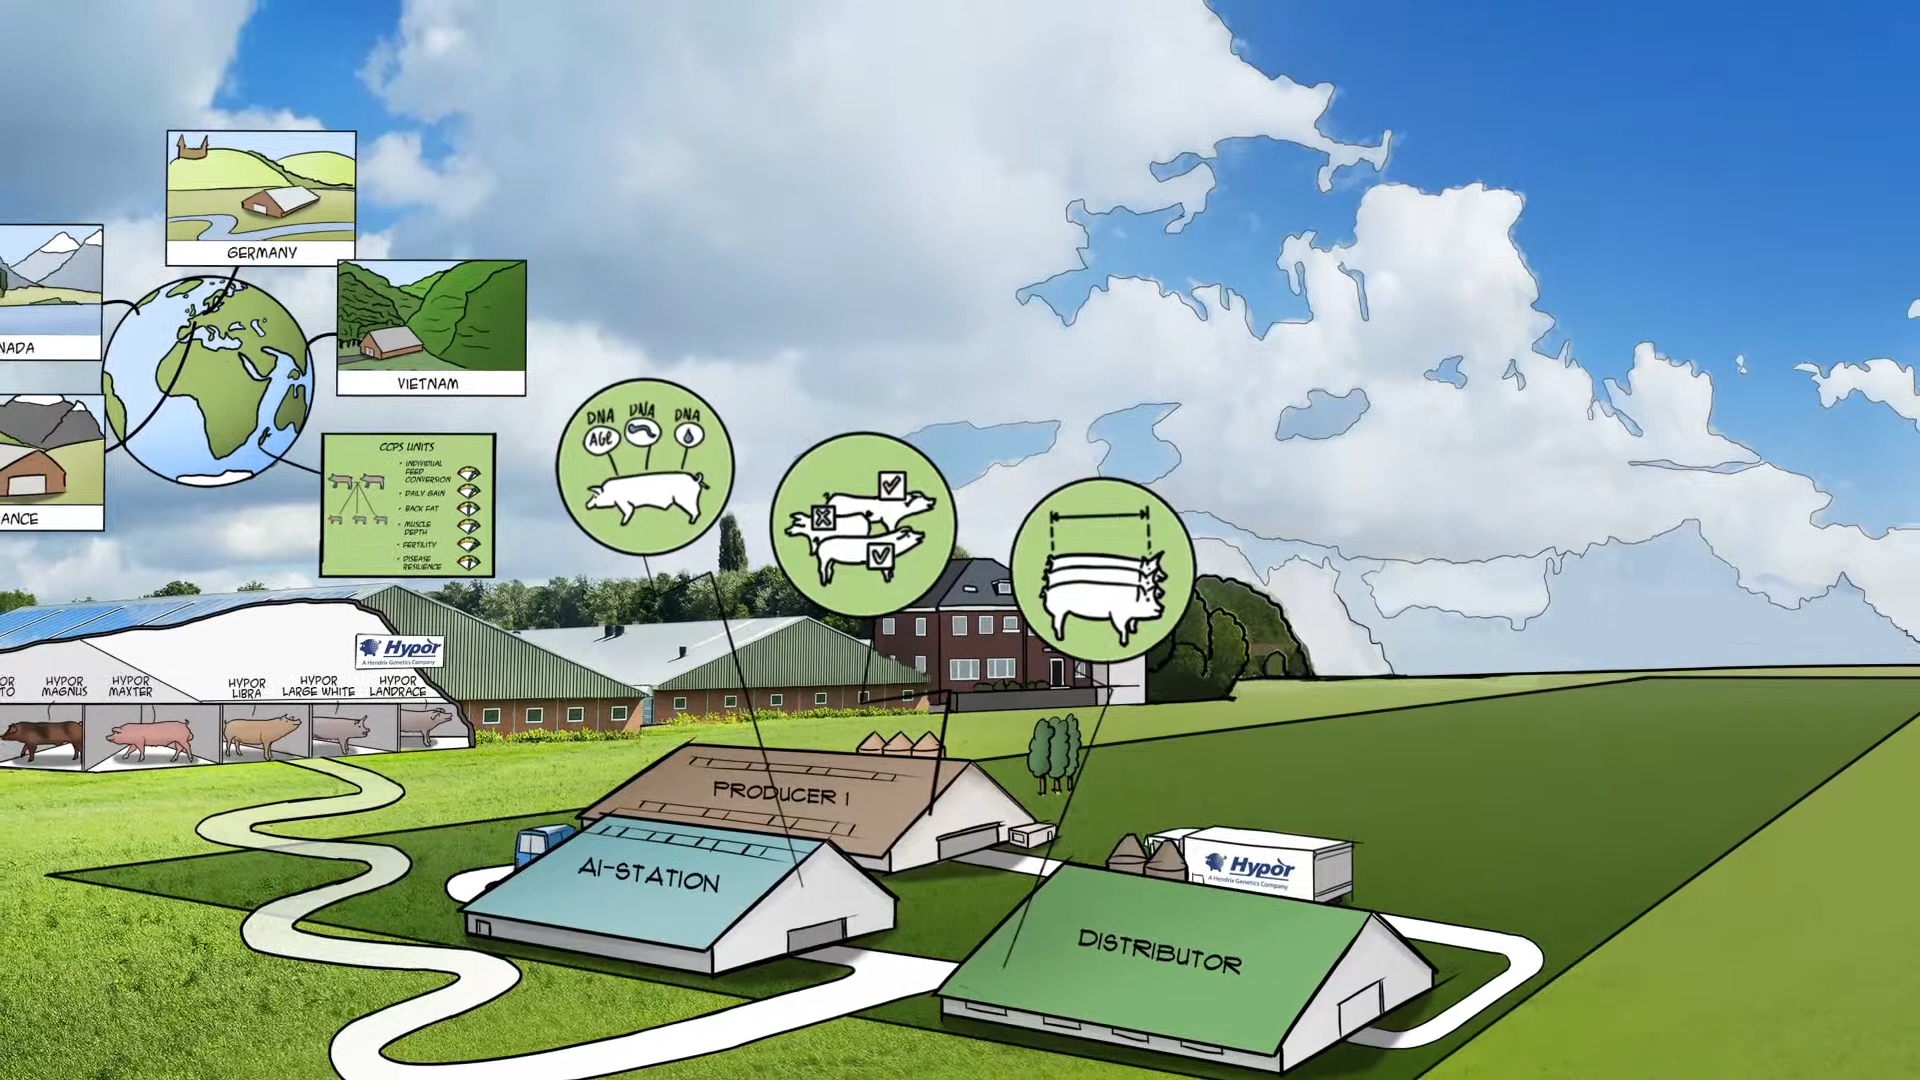 GERMANY
NADA
VIETNAM
ANCE
CCPS UNITS
• INDIVIDUAL
FEED
CONVERSION
• DAILY GAIN
• BACK FAT
• MUSCLE
DEPTH
• FERTILITY
• DISEASE
RESILIENCE
DNA
DNA
DNA
AGE
Hypor
A Hendrix Genetics Company
TO
HYPOR
MAGNUS
HYPOR
MAXTER
HYPOR
LIBRA
HYPOR
LARGE WHITE
HYPOR
LANDRACE
PRODUCER 1
AI-STATION
Hypor
A Hendrix Genetics Company
DISTRIBUTOR